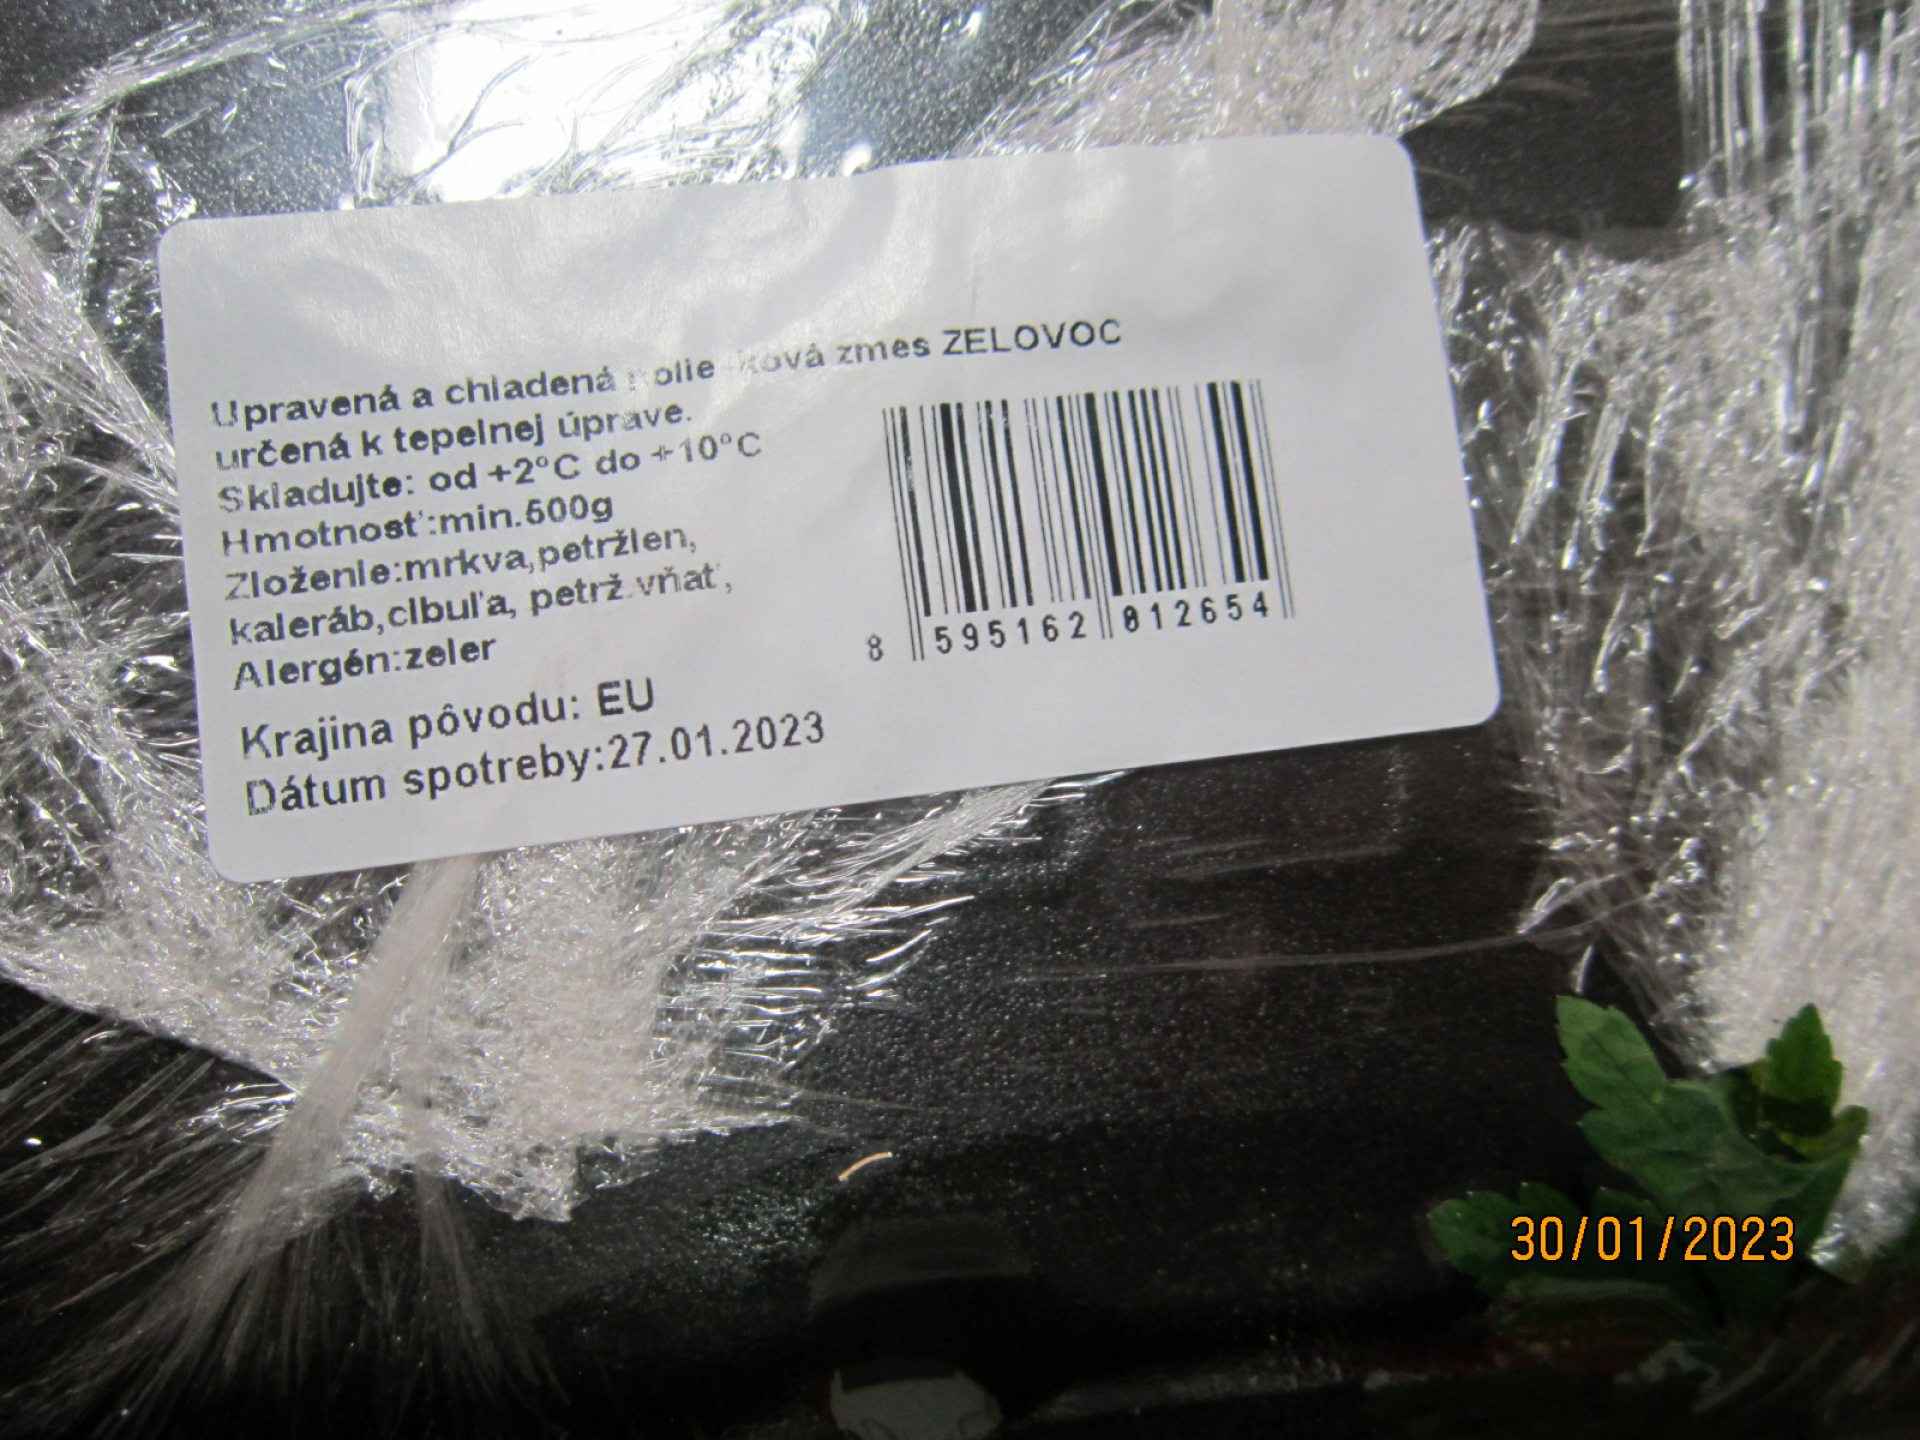 Upravená a chladená polievková zmes ZELOVOC
určená k tepelnej úprave.
Skladujte: od +2°C do +10°C
Hmotnosť:min.500g
Zloženie:mrkva,petržlen,
kaleráb,cibuľa, petrž.vňať,
Alergén:zeler
Krajina pôvodu: EU
Dátum spotreby:27.01.2023
8 595162 812654
30/01/2023